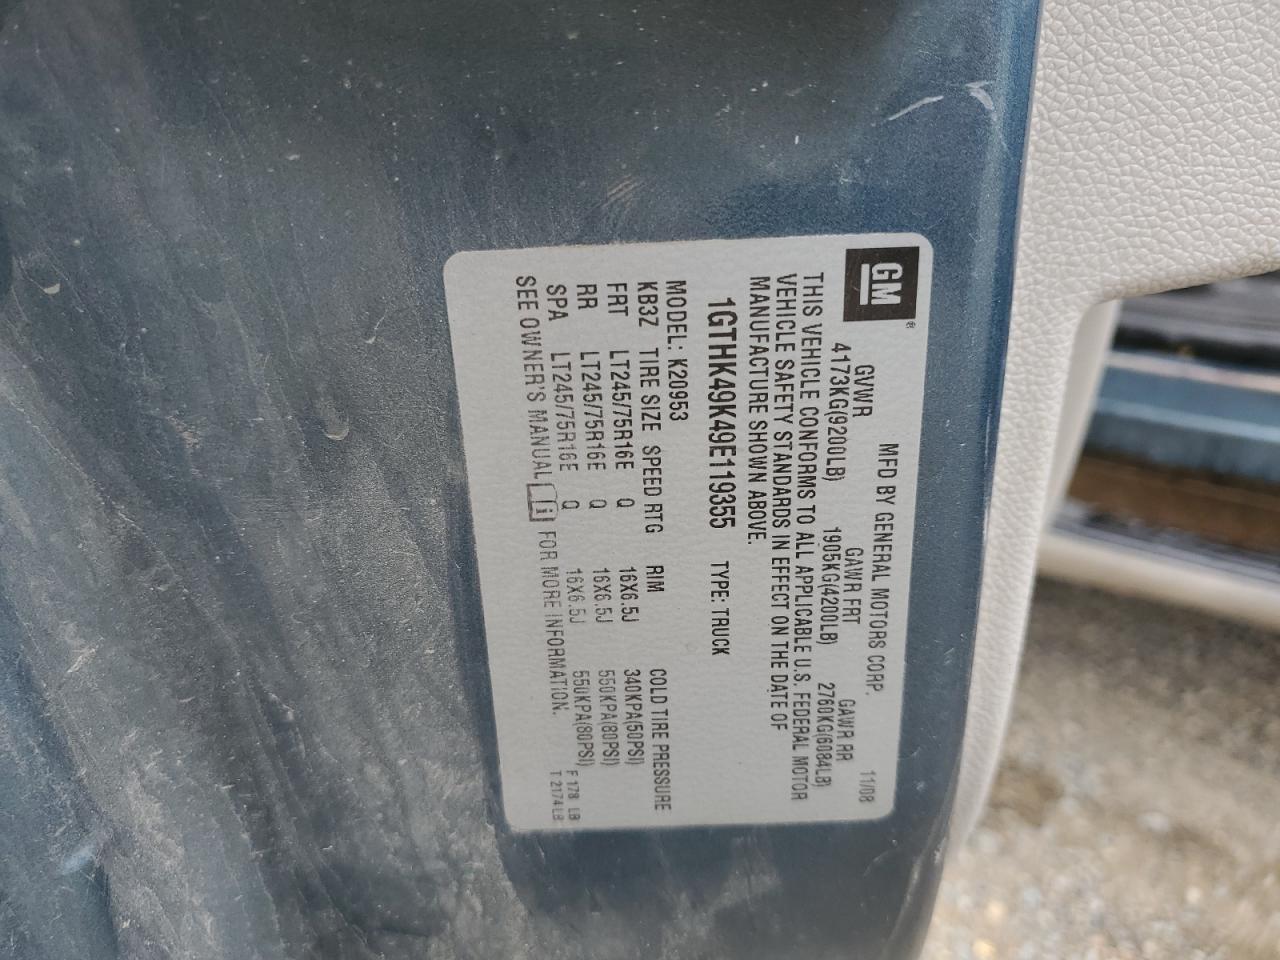 GM®
MFD BY GENERAL MOTORS CORP. 11/08
GVWR GAWR FRT GAWR RR
4173KG(9200LB) 1905KG(4200LB) 2760KG(6084LB)
THIS VEHICLE CONFORMS TO ALL APPLICABLE U.S. FEDERAL MOTOR
VEHICLE SAFETY STANDARDS IN EFFECT ON THE DATE OF
MANUFACTURE SHOWN ABOVE.
1GTHK49K49E119355 TYPE: TRUCK
MODEL: K20953
KB3Z TIRE SIZE SPEED RTG RIM COLD TIRE PRESSURE
FRT LT245/75R16E Q 16X6.5J 340KPA(50PSI)
RR LT245/75R16E Q 16X6.5J 550KPA(80PSI)
SPA LT245/75R16E Q 16X6.5J 550KPA(80PSI)
SEE OWNER'S MANUAL i FOR MORE INFORMATION.
F 178 LB
T 2174LB